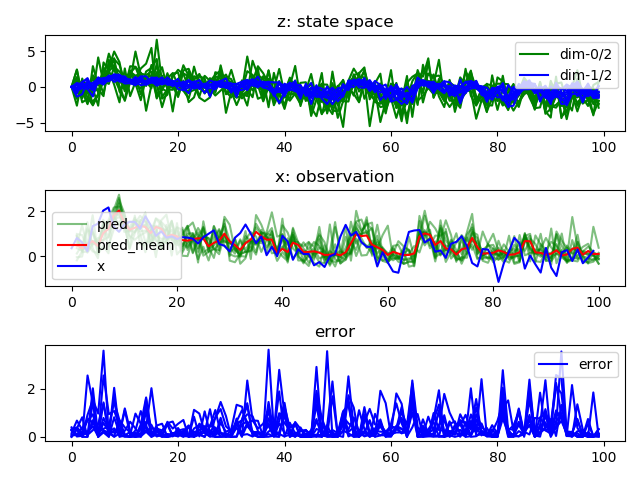 z: state space
5
0
−5
dim-0/2
dim-1/2
0 20 40 60 80 100
x: observation
2
0
pred
pred_mean
x
0 20 40 60 80 100
error
2
0
error
0 20 40 60 80 100